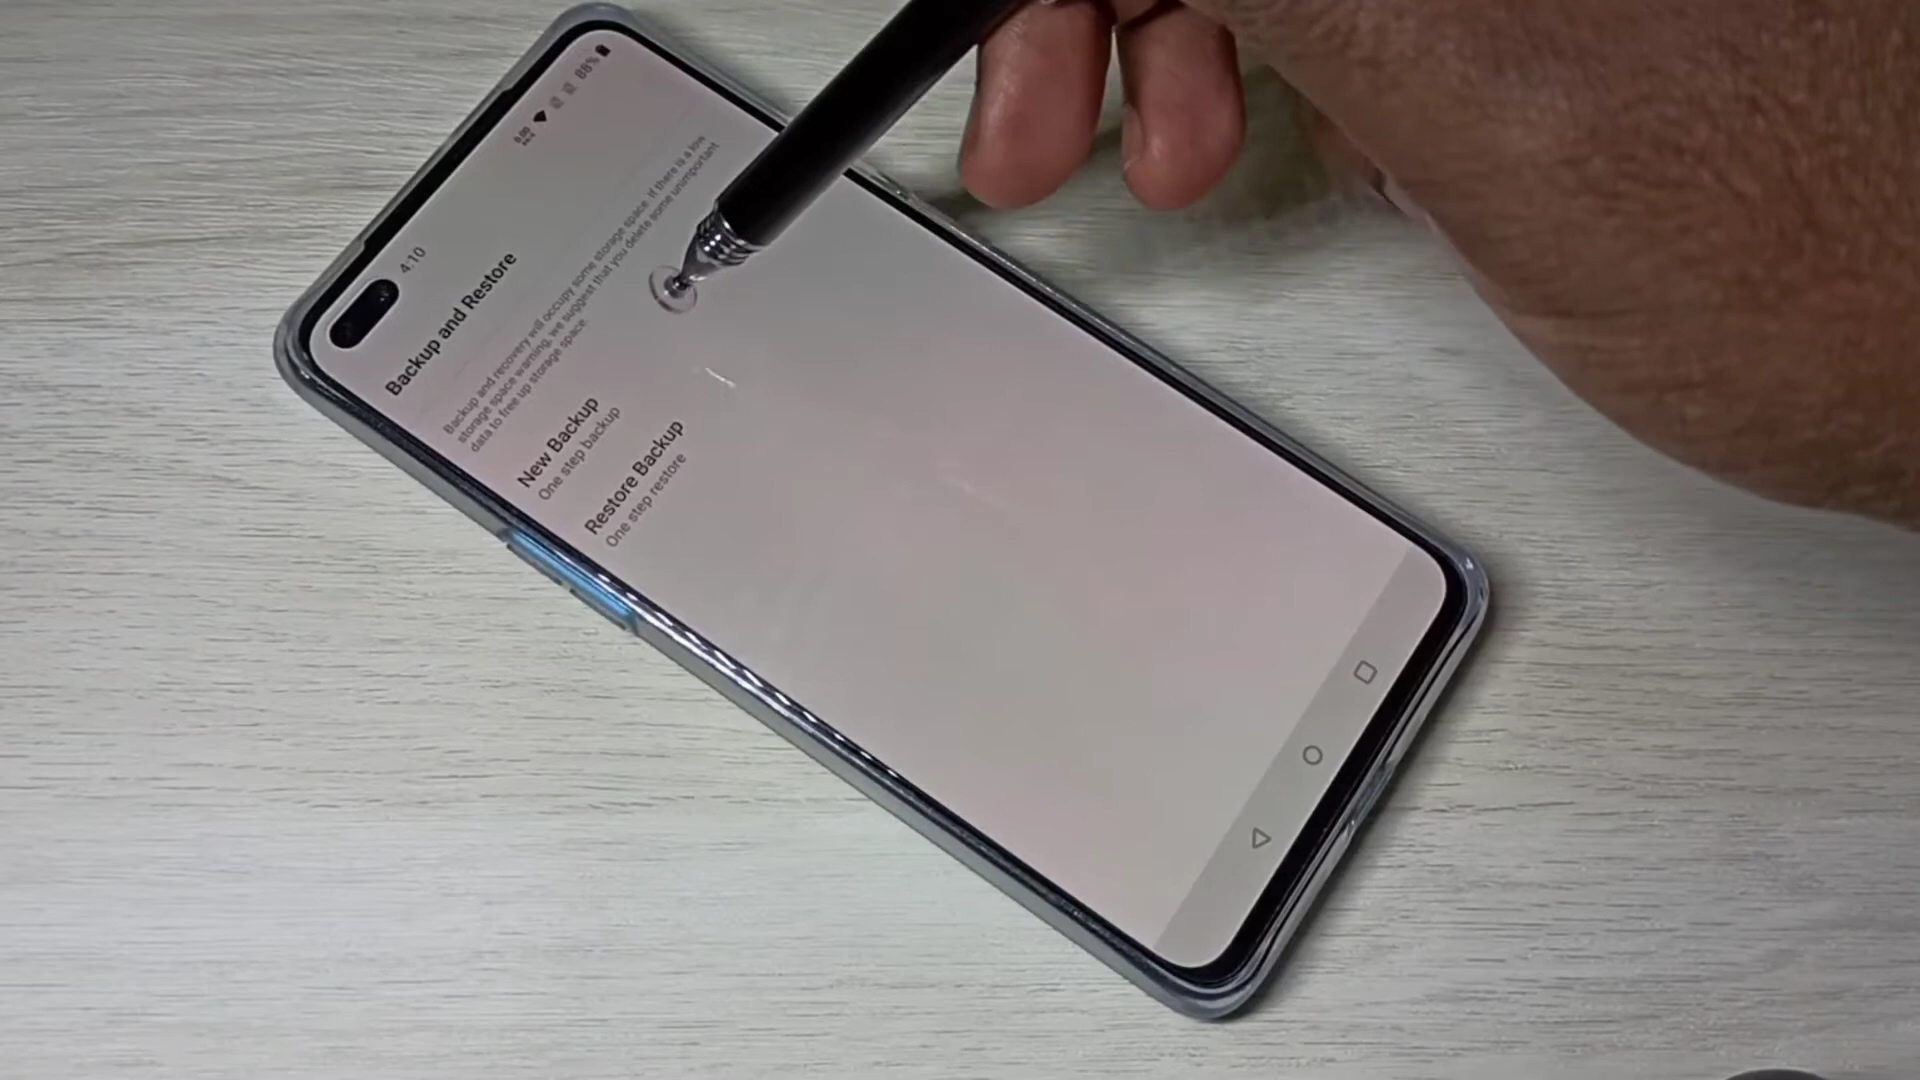 4:10
88%
Backup and Restore
Backup and recovery will occupy some storage space. If there is a low
storage space warning, we suggest that you delete some unimportant
data to free up storage space.
New Backup
One step backup
Restore Backup
One step restore